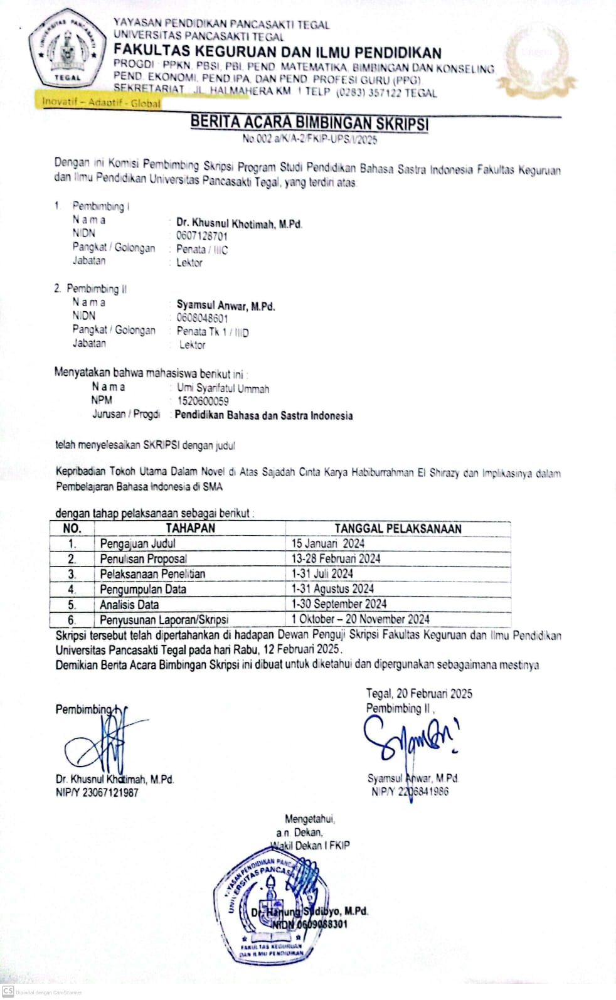 YAYASAN PENDIDIKAN PANCASAKTI TEGAL
UNIVERSITAS PANCASAKTI TEGAL
FAKULTAS KEGURUAN DAN ILMU PENDIDIKAN
PROGDI : PPKN, PBSI, PBI, PEND. MATEMATIKA, BIMBINGAN DAN KONSELING
PEND. EKONOMI, PEND.IPA, DAN PEND. PROFESI GURU (PPG)
SEKRETARIAT : JL. HALMAHERA KM. 1 TELP. (0283) 357122 TEGAL
UNIVERSITAS PANCASAKTI
TEGAL
Inovatif – Adaptif - Global
BERITA ACARA BIMBINGAN SKRIPSI
No.002.a/K/A-2/FKIP-UPS/I/2025
Dengan ini Komisi Pembimbing Skripsi Program Studi Pendidikan Bahasa Sastra Indonesia Fakultas Keguruan
dan Ilmu Pendidikan Universitas Pancasakti Tegal, yang terdiri atas:
1. Pembimbing I
N a m a : Dr. Khusnul Khotimah, M.Pd.
NIDN : 0607128701
Pangkat / Golongan : Penata / IIIC
Jabatan : Lektor
2. Pembimbing II
N a m a : Syamsul Anwar, M.Pd.
NIDN : 0608048601
Pangkat / Golongan : Penata Tk 1 / IIID
Jabatan : Lektor
Menyatakan bahwa mahasiswa berikut ini :
N a m a : Umi Syarifatul Ummah
NPM : 1520600059
Jurusan / Progdi : Pendidikan Bahasa dan Sastra Indonesia
telah menyelesaikan SKRIPSI dengan judul
Kepribadian Tokoh Utama Dalam Novel di Atas Sajadah Cinta Karya Habiburrahman El Shirazy dan Implikasinya dalam
Pembelajaran Bahasa Indonesia di SMA
dengan tahap pelaksanaan sebagai berikut :
NO. TAHAPAN TANGGAL PELAKSANAAN
1. Pengajuan Judul 15 Januari 2024
2. Penulisan Proposal 13-28 Februari 2024
3. Pelaksanaan Penelitian 1-31 Juli 2024
4. Pengumpulan Data 1-31 Agustus 2024
5. Analisis Data 1-30 September 2024
6. Penyusunan Laporan/Skripsi 1 Oktober – 20 November 2024
Skripsi tersebut telah dipertahankan di hadapan Dewan Penguji Skripsi Fakultas Keguruan dan Ilmu Pendidikan
Universitas Pancasakti Tegal pada hari Rabu, 12 Februari 2025.
Demikian Berita Acara Bimbingan Skripsi ini dibuat untuk diketahui dan dipergunakan sebagaimana mestinya
Tegal, 20 Februari 2025
Pembimbing I,
Pembimbing II ,
Dr. Khusnul Khotimah, M.Pd.
NIP/Y 23067121987
Syamsul Anwar, M.Pd.
NIP/Y 2206841986
Mengetahui,
a.n. Dekan,
Wakil Dekan I FKIP
YAYASAN PENDIDIKAN
UNIVERSITAS
Dr. Hanung Sudibyo, M.Pd.
NIDN 0609088301
FAKULTAS KEGURUAN
DAN ILMU PENDIDIKAN
CS Dipindai dengan CamScanner